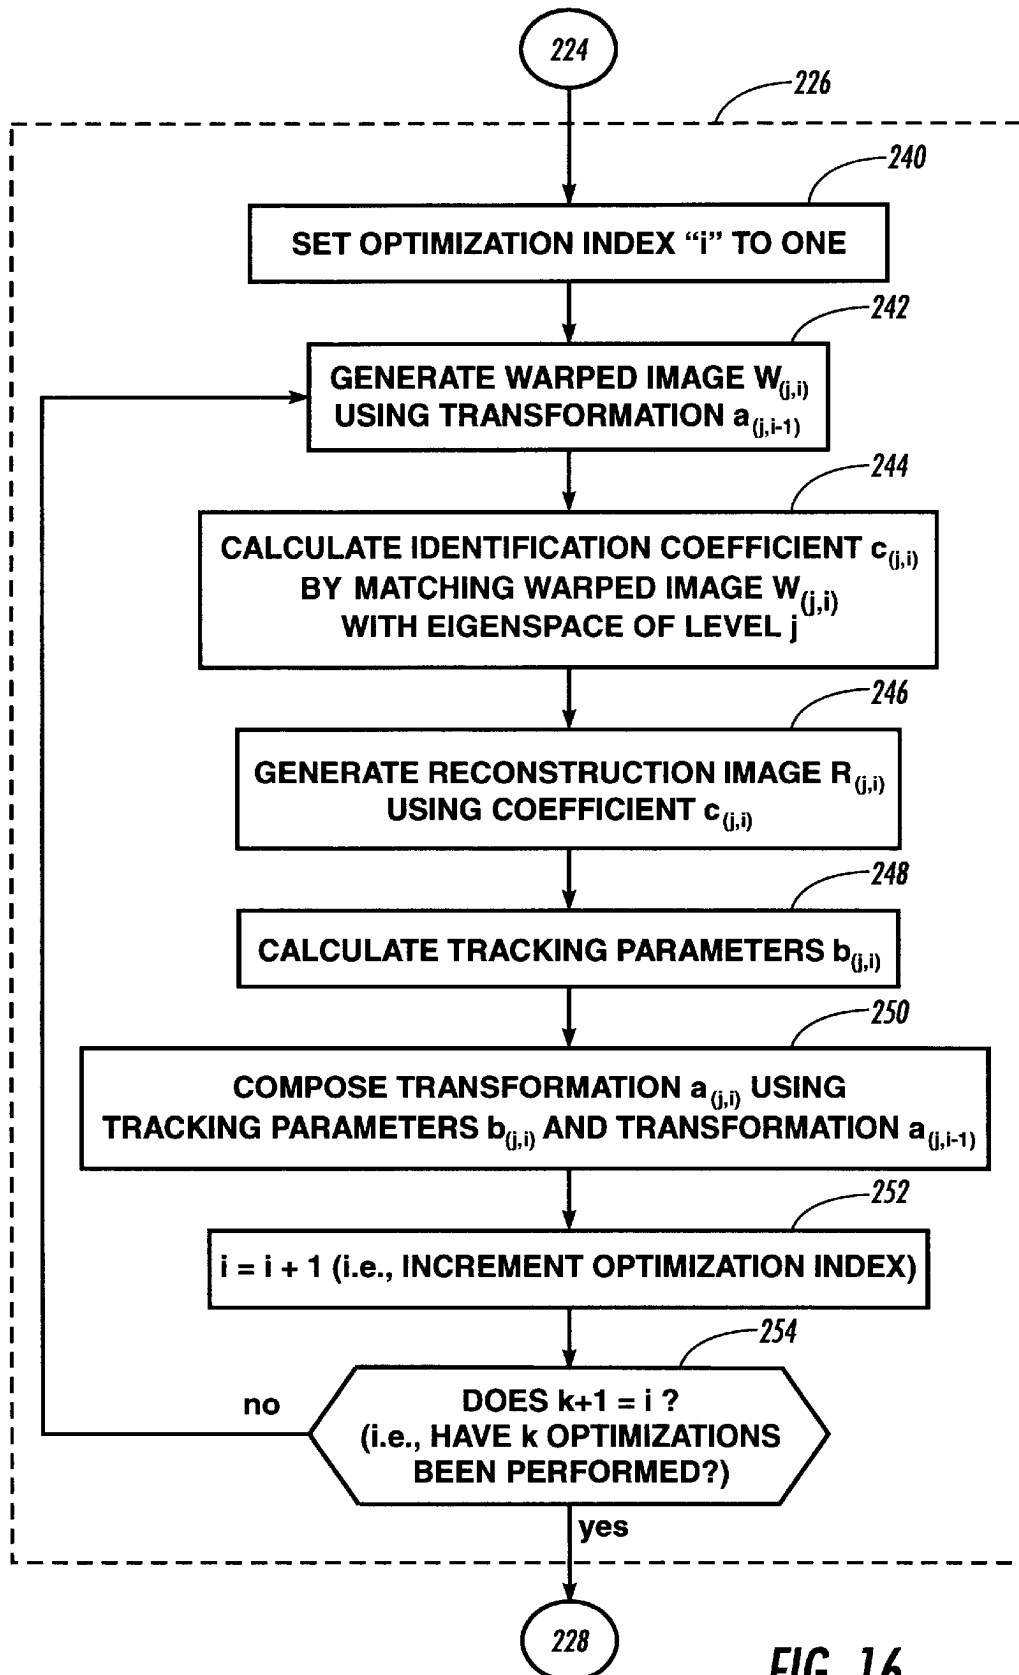 224
226
240
SET OPTIMIZATION INDEX “i” TO ONE
242
GENERATE WARPED IMAGE W(j,i)
USING TRANSFORMATION a(j,i-1)
244
CALCULATE IDENTIFICATION COEFFICIENT c(j,i)
BY MATCHING WARPED IMAGE W(j,i)
WITH EIGENSPACE OF LEVEL j
246
GENERATE RECONSTRUCTION IMAGE R(j,i)
USING COEFFICIENT c(j,i)
248
CALCULATE TRACKING PARAMETERS b(j,i)
250
COMPOSE TRANSFORMATION a(j,i) USING
TRACKING PARAMETERS b(j,i) AND TRANSFORMATION a(j,i-1)
252
i = i + 1 (i.e., INCREMENT OPTIMIZATION INDEX)
254
no
DOES k+1 = i ?
(i.e., HAVE k OPTIMIZATIONS
BEEN PERFORMED?)
yes
228
FIG. 16